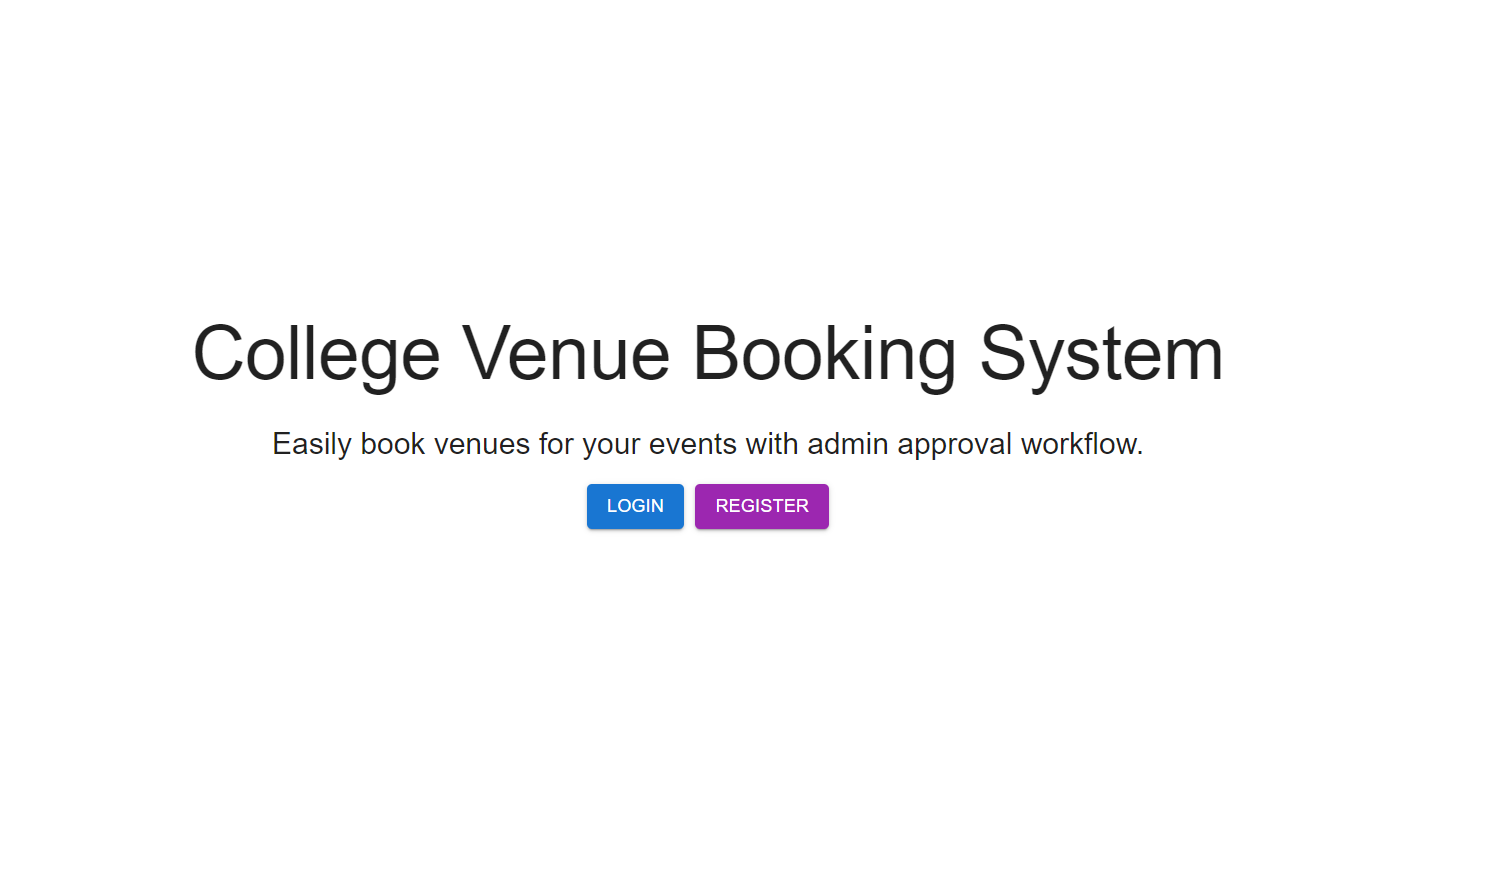 College Venue Booking System
Easily book venues for your events with admin approval workflow.
LOGIN REGISTER